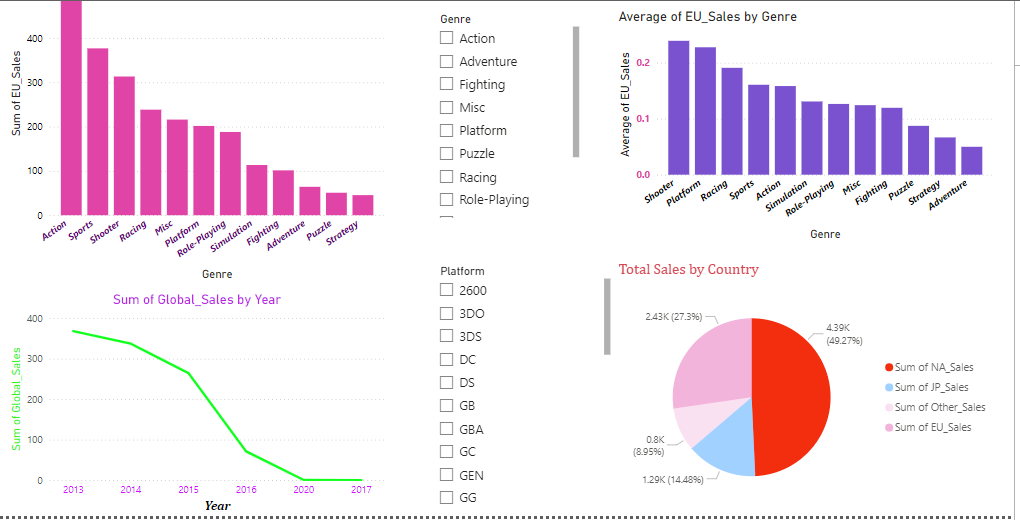 Sum of EU_Sales
400
300
200
100
0
Action
Sports
Shooter
Racing
Misc
Platform
Role-Playing
Simulation
Fighting
Adventure
Puzzle
Strategy
Genre
Genre
Action
Adventure
Fighting
Misc
Platform
Puzzle
Racing
Role-Playing
Average of EU_Sales by Genre
Average of EU_Sales
0.2
0.1
0.0
Shooter
Platform
Racing
Sports
Action
Simulation
Role-Playing
Misc
Fighting
Puzzle
Strategy
Adventure
Genre
Sum of Global_Sales by Year
Sum of Global_Sales
400
300
200
100
0
2013
2014
2015
2016
2020
2017
Year
Platform
2600
3DO
3DS
DC
DS
GB
GBA
GC
GEN
GG
Total Sales by Country
2.43K (27.3%)
4.39K
(49.27%)
0.8K
(8.95%)
1.29K (14.48%)
Sum of NA_Sales
Sum of JP_Sales
Sum of Other_Sales
Sum of EU_Sales